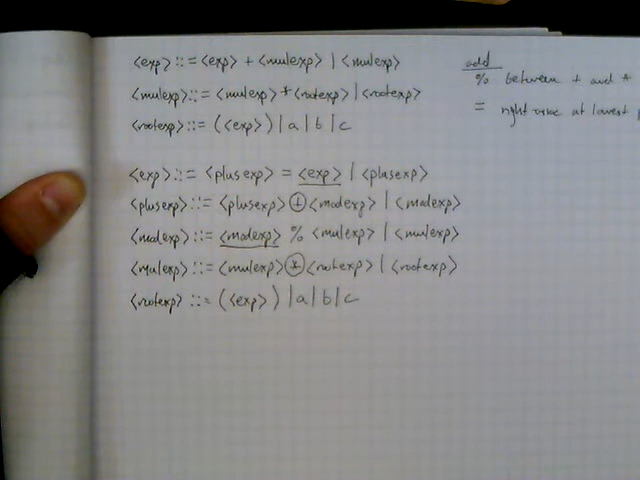 <exp> ::= <exp> + <mulexp> | <mulexp>
<mulexp> ::= <mulexp> * <rootexp> | <rootexp>
<rootexp> ::= (<exp>) | a | b | c
add
% between + and *
= right at lowest
<exp> ::= <plusexp> = <exp> | <plusexp>
<plusexp> ::= <plusexp> + <modexp> | <modexp>
<modexp> ::= <modexp> % <mulexp> | <mulexp>
<mulexp> ::= <mulexp> * <rootexp> | <rootexp>
<rootexp> ::= (<exp>) | a | b | c